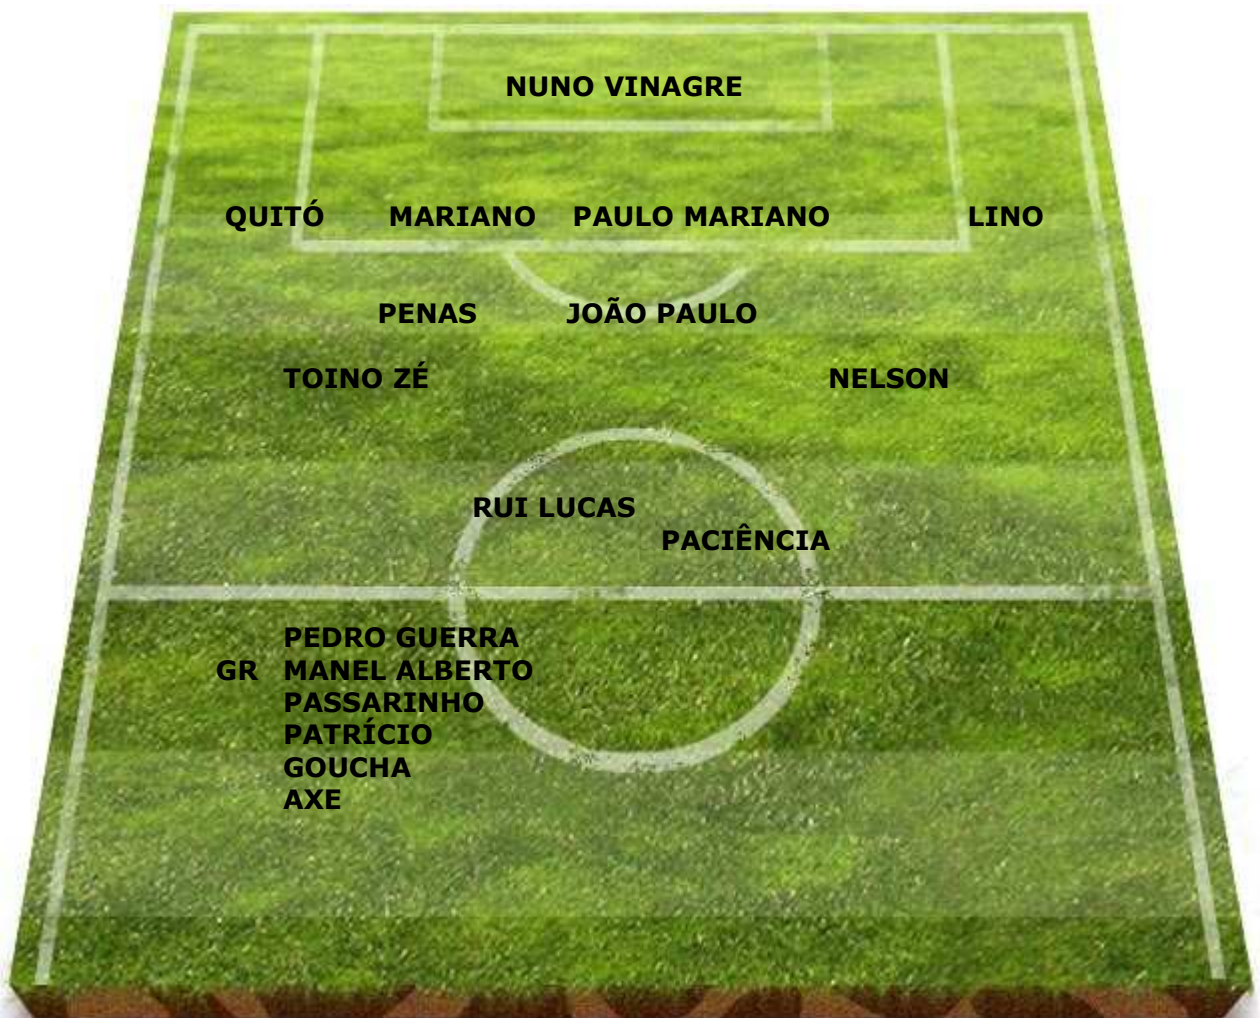 NUNO VINAGRE
QUITÓ MARIANO PAULO MARIANO LINO
PENAS JOÃO PAULO
TOINO ZÉ NELSON
RUI LUCAS
PACIÊNCIA
PEDRO GUERRA
GR MANEL ALBERTO
PASSARINHO
PATRÍCIO
GOUCHA
AXE